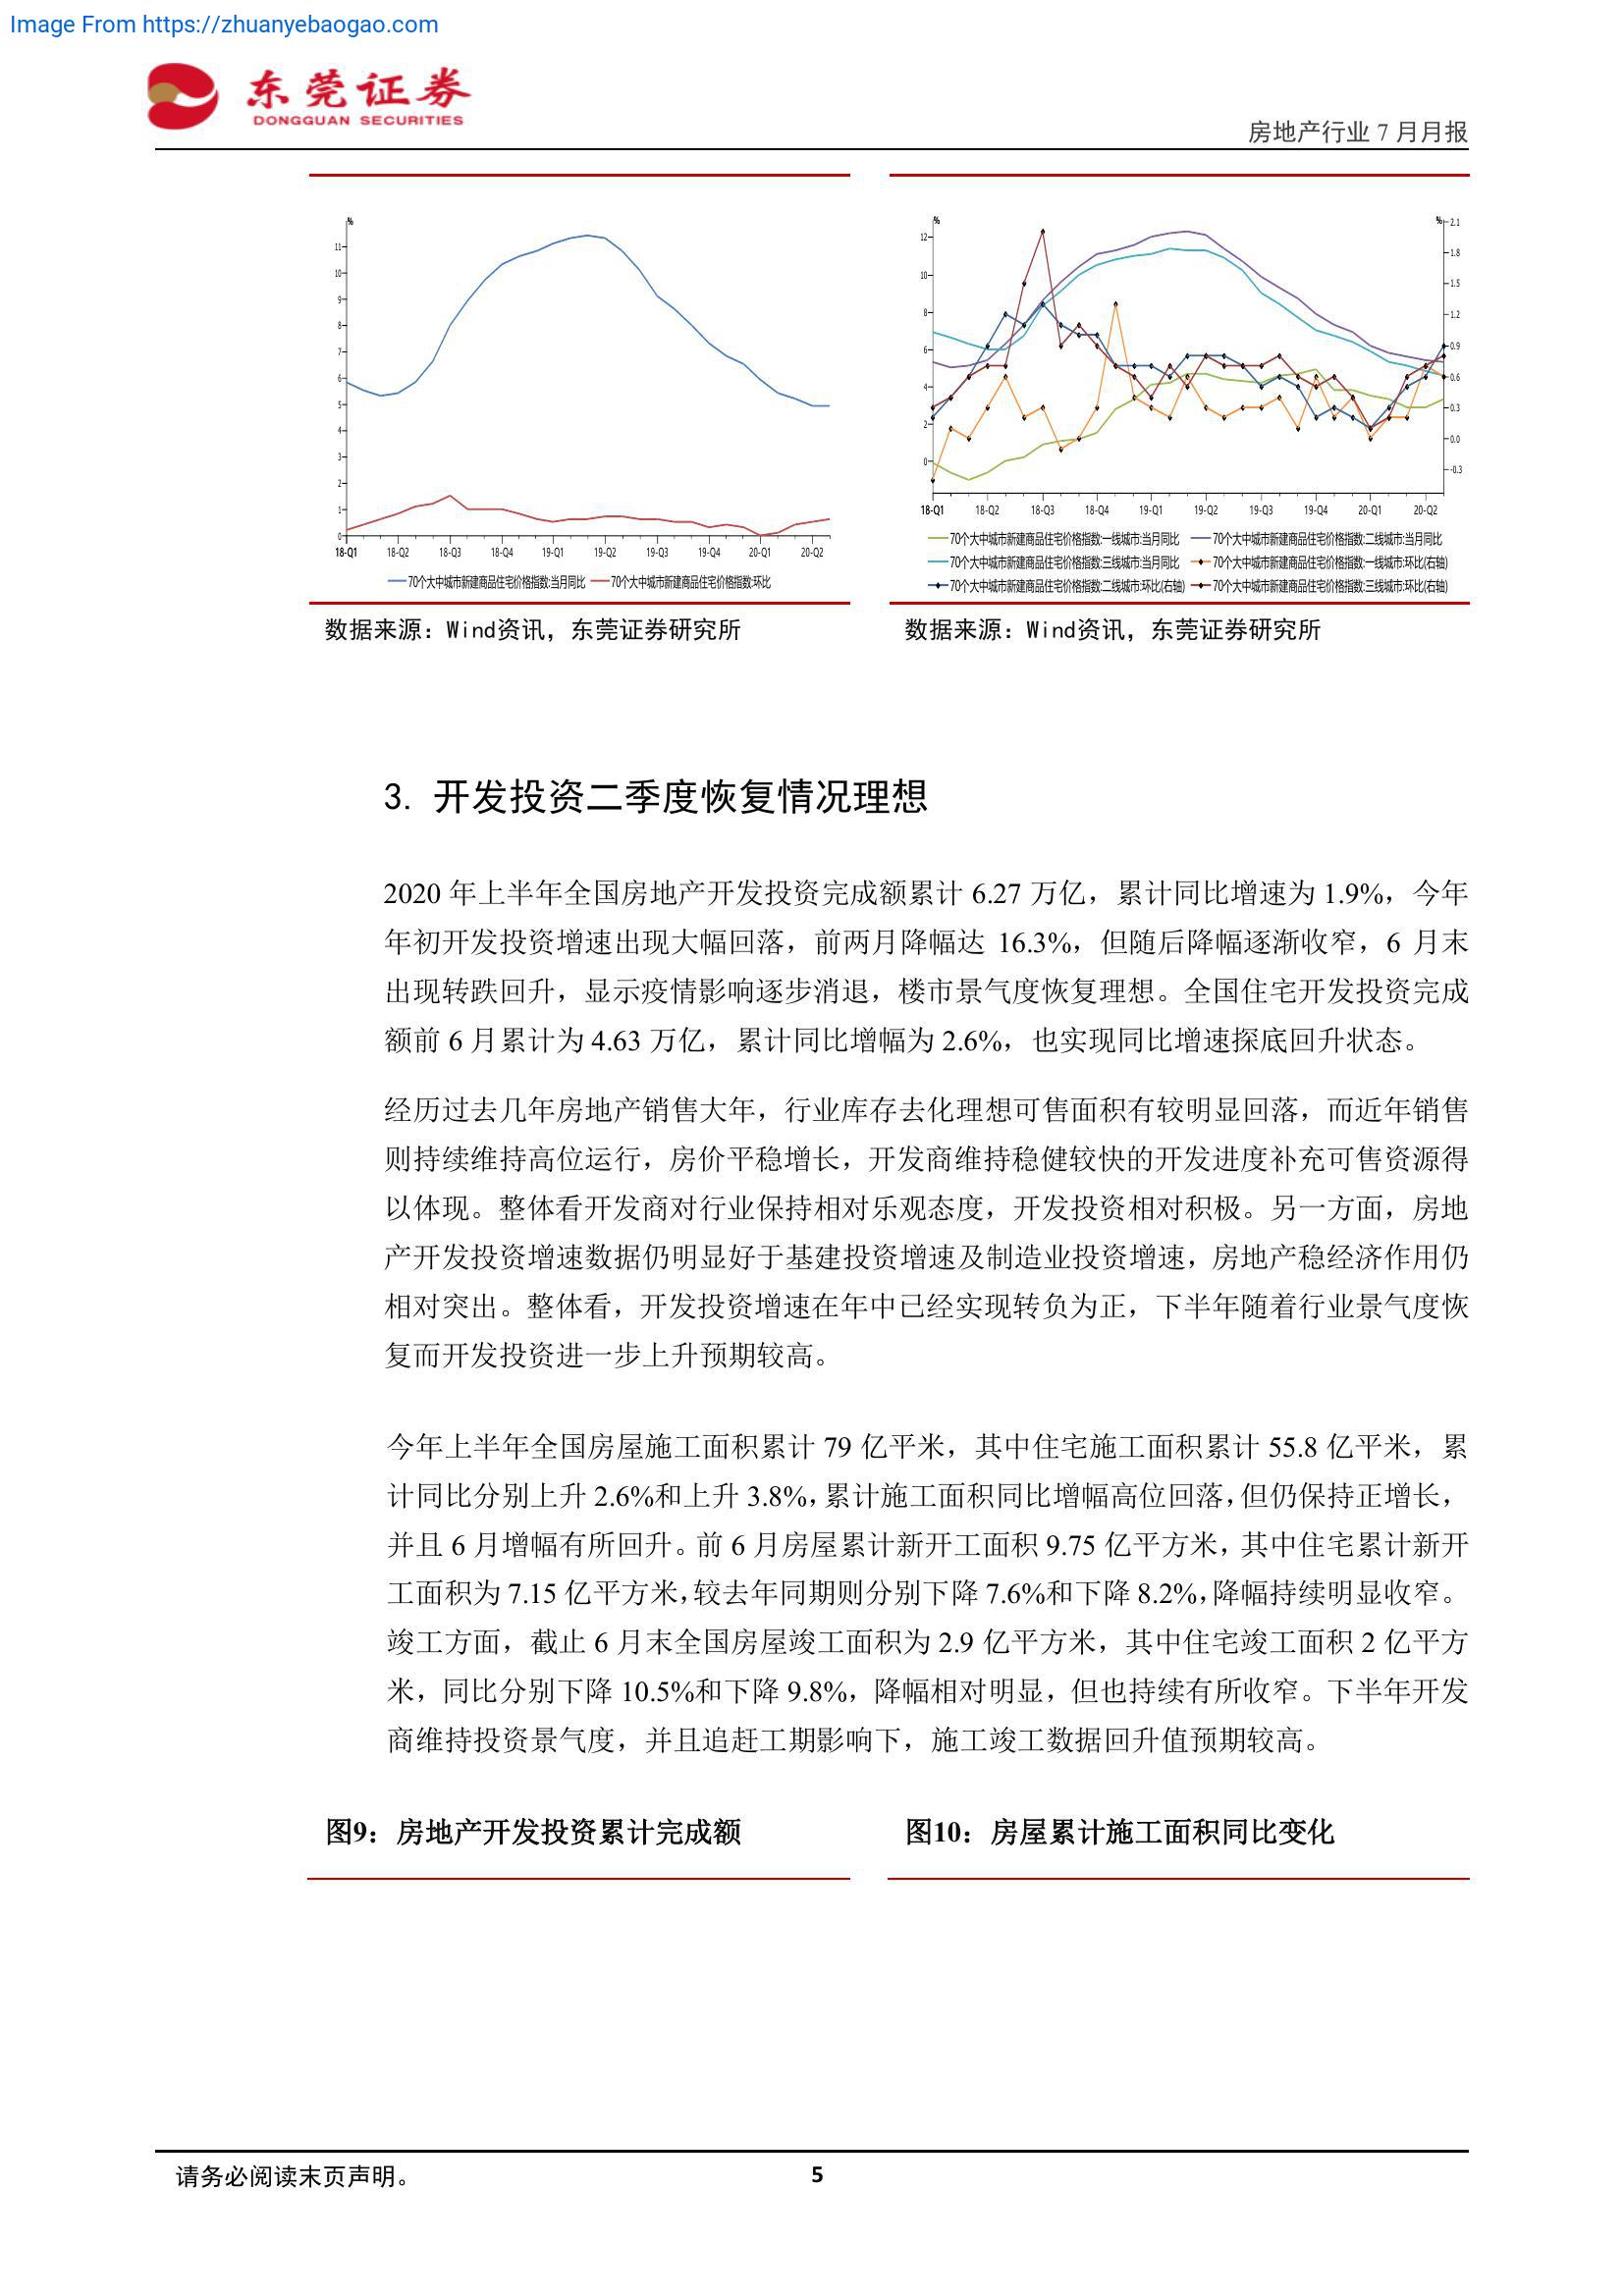 Image From https://zhuanyebaogao.com
东莞证券
DONGGUAN SECURITIES
房地产行业 7 月月报
%
11
10
9
8
7
6
5
4
3
2
1
0
18-Q1 18-Q2 18-Q3 18-Q4 19-Q1 19-Q2 19-Q3 19-Q4 20-Q1 20-Q2
70个大中城市新建商品住宅价格指数:当月同比 70个大中城市新建商品住宅价格指数:环比
% %
12
10
8
6
4
2
0
2.1
1.8
1.5
1.2
0.9
0.6
0.3
0.0
-0.3
18-Q1 18-Q2 18-Q3 18-Q4 19-Q1 19-Q2 19-Q3 19-Q4 20-Q1 20-Q2
70个大中城市新建商品住宅价格指数:一线城市:当月同比 70个大中城市新建商品住宅价格指数:二线城市:当月同比
70个大中城市新建商品住宅价格指数:三线城市:当月同比 70个大中城市新建商品住宅价格指数:一线城市:环比(右轴)
70个大中城市新建商品住宅价格指数:二线城市:环比(右轴) 70个大中城市新建商品住宅价格指数:三线城市:环比(右轴)
数据来源：Wind资讯，东莞证券研究所
数据来源：Wind资讯，东莞证券研究所
3. 开发投资二季度恢复情况理想
2020 年上半年全国房地产开发投资完成额累计 6.27 万亿，累计同比增速为 1.9%，今年
年初开发投资增速出现大幅回落，前两月降幅达 16.3%，但随后降幅逐渐收窄，6 月末
出现转跌回升，显示疫情影响逐步消退，楼市景气度恢复理想。全国住宅开发投资完成
额前 6 月累计为 4.63 万亿，累计同比增幅为 2.6%，也实现同比增速探底回升状态。
经历过去几年房地产销售大年，行业库存去化理想可售面积有较明显回落，而近年销售
则持续维持高位运行，房价平稳增长，开发商维持稳健较快的开发进度补充可售资源得
以体现。整体看开发商对行业保持相对乐观态度，开发投资相对积极。另一方面，房地
产开发投资增速数据仍明显好于基建投资增速及制造业投资增速，房地产稳经济作用仍
相对突出。整体看，开发投资增速在年中已经实现转负为正，下半年随着行业景气度恢
复而开发投资进一步上升预期较高。
今年上半年全国房屋施工面积累计 79 亿平米，其中住宅施工面积累计 55.8 亿平米，累
计同比分别上升 2.6%和上升 3.8%，累计施工面积同比增幅高位回落，但仍保持正增长，
并且 6 月增幅有所回升。前 6 月房屋累计新开工面积 9.75 亿平方米，其中住宅累计新开
工面积为 7.15 亿平方米，较去年同期则分别下降 7.6%和下降 8.2%，降幅持续明显收窄。
竣工方面，截止 6 月末全国房屋竣工面积为 2.9 亿平方米，其中住宅竣工面积 2 亿平方
米，同比分别下降 10.5%和下降 9.8%，降幅相对明显，但也持续有所收窄。下半年开发
商维持投资景气度，并且追赶工期影响下，施工竣工数据回升值预期较高。
图9：房地产开发投资累计完成额
图10：房屋累计施工面积同比变化
请务必阅读末页声明。
5